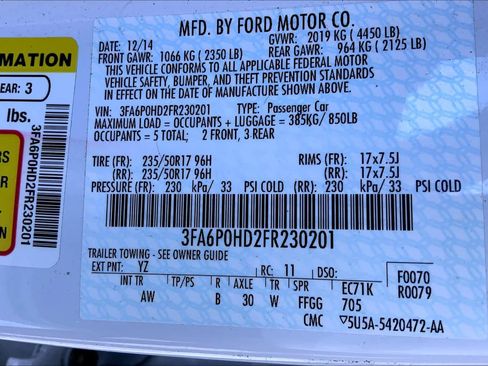 MFD. BY FORD MOTOR CO.
12/14 GVWR: 2019 KG ( 4450 LB)
FRONT GAWR: 1066 KG ( 2350 LB) REAR GAWR: 964 KG ( 2125 LB)
THIS VEHICLE CONFORMS TO ALL APPLICABLE FEDERAL MOTOR
VEHICLE SAFETY, BUMPER, AND THEFT PREVENTION STANDARDS
IN EFFECT ON THE DATE OF MANUFACTURE SHOWN ABOVE.
VIN: 3FA6P0HD2FR230201 TYPE: Passenger Car
MAXIMUM LOAD = OCCUPANTS + LUGGAGE = 385KG/ 850LB
OCCUPANTS = 5 TOTAL; 2 FRONT, 3 REAR
TIRE (FR): 235/50R17 96H RIMS (FR): 17x7.5J
(RR): 235/50R17 96H (RR): 17x7.5J
PRESSURE (FR): 230 kPa/ 33 PSI COLD (RR): 230 kPa/ 33 PSI COLD
3FA6P0HD2FR230201
TRAILER TOWING - SEE OWNER GUIDE
EXT PNT: YZ RC: 11 DSO: F0070
INT TR TP/PS R AXLE TR SPR EC71K R0079
AW B 30 W FFGG 705
CMC ▽5U5A-5420472-AA
FORMATION
EAR: 3
lbs.
3FA6P0HD2FR230201
RS